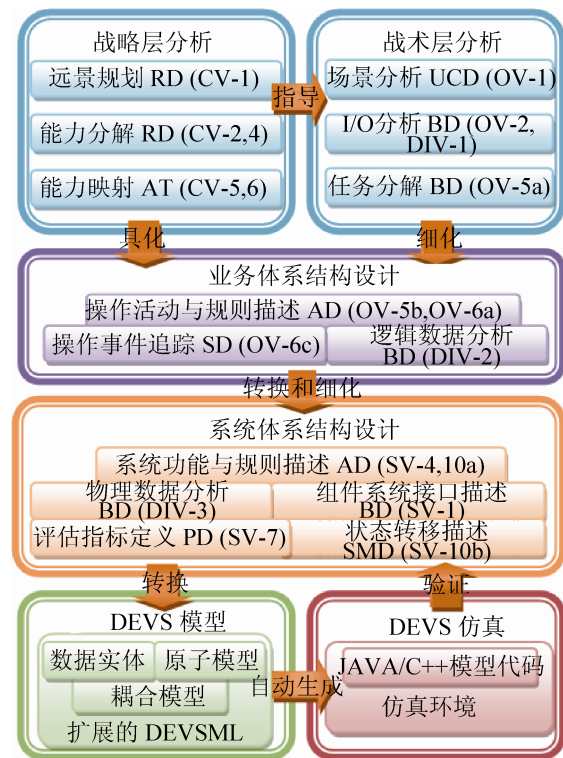 战略层分析
远景规划 RD (CV-1)
能力分解 RD (CV-2,4)
能力映射 AT (CV-5,6)
指导
战术层分析
场景分析 UCD (OV-1)
I/O分析 BD (OV-2,
DIV-1)
任务分解 BD (OV-5a)
具化
细化
业务体系结构设计
操作活动与规则描述 AD (OV-5b,OV-6a)
操作事件追踪 SD (OV-6c)
逻辑数据分析
BD (DIV-2)
转换和细化
系统体系结构设计
系统功能与规则描述 AD (SV-4,10a)
物理数据分析
BD (DIV-3)
组件系统接口描述
BD (SV-1)
评估指标定义 PD (SV-7)
状态转移描述
SMD (SV-10b)
转换
验证
DEVS 模型
数据实体
原子模型
耦合模型
扩展的 DEVSML
自动生成
DEVS 仿真
JAVA/C++模型代码
仿真环境